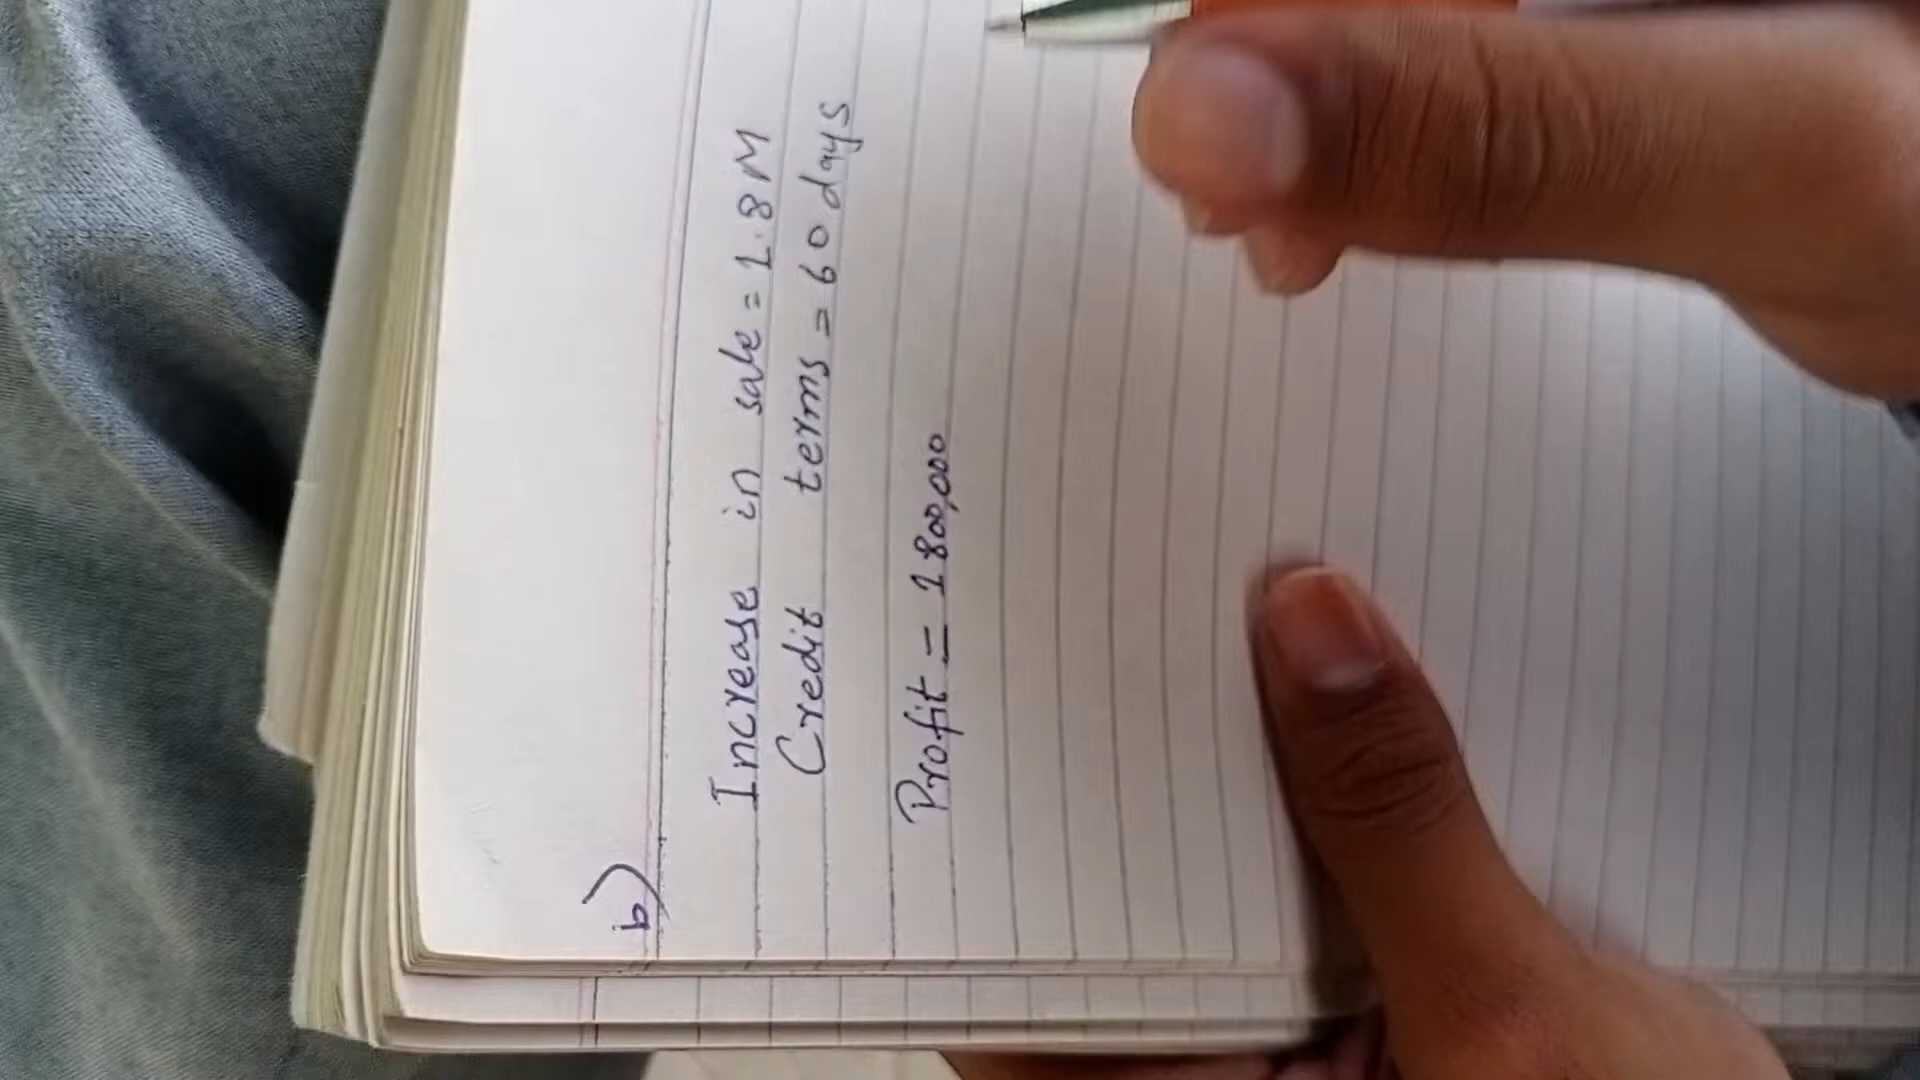 b)
Increase in sale = 1.8M
Credit terms = 60 days
Profit = 1800,000